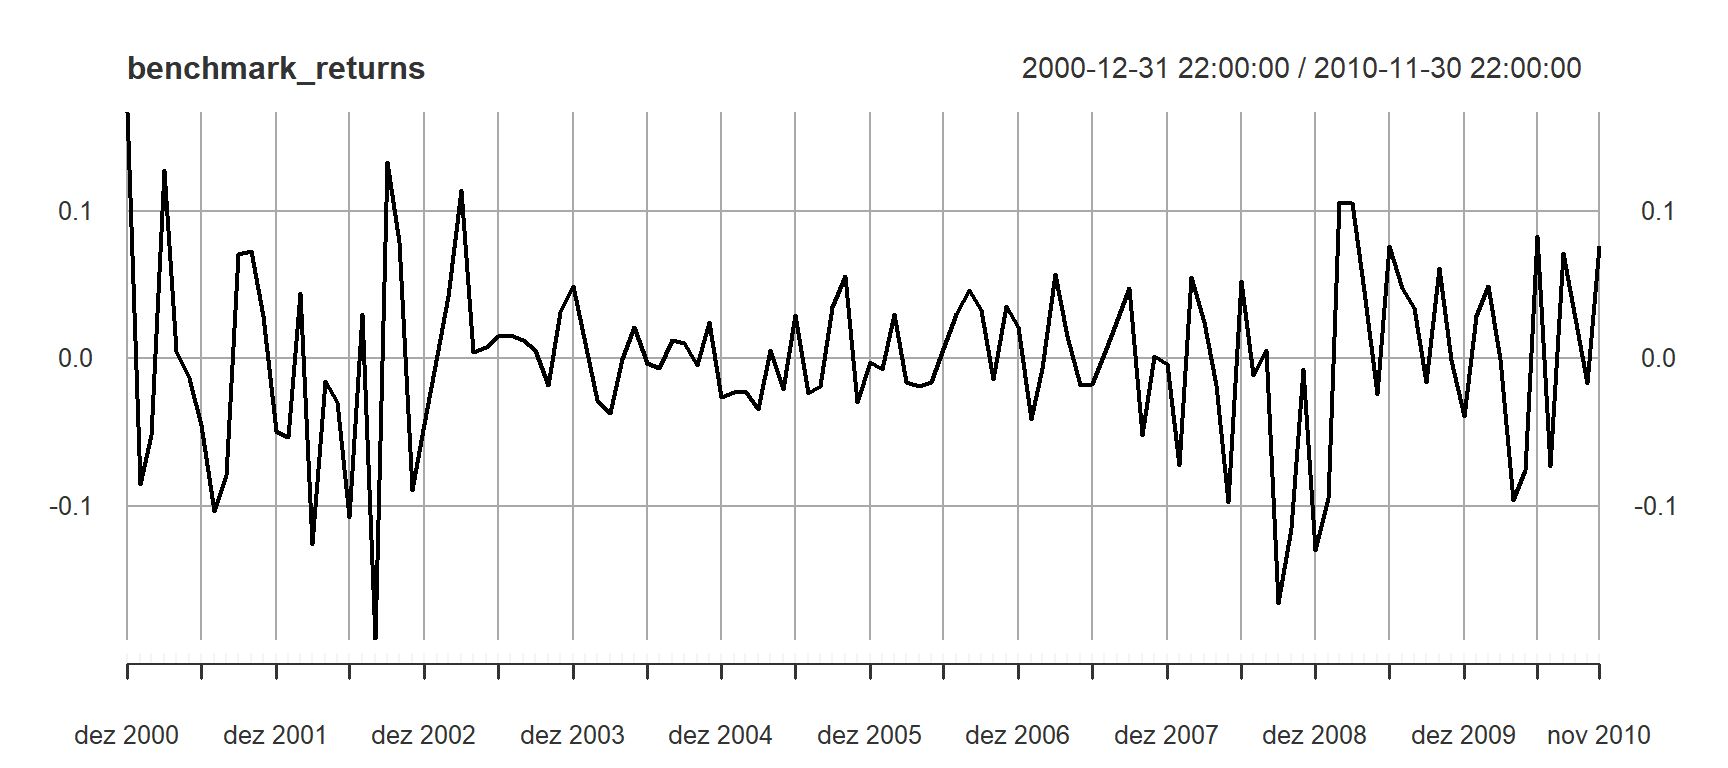 benchmark_returns 2000-12-31 22:00:00 / 2010-11-30 22:00:00
0.1 0.1
0.0 0.0
-0.1 -0.1
dez 2000 dez 2001 dez 2002 dez 2003 dez 2004 dez 2005 dez 2006 dez 2007 dez 2008 dez 2009 nov 2010